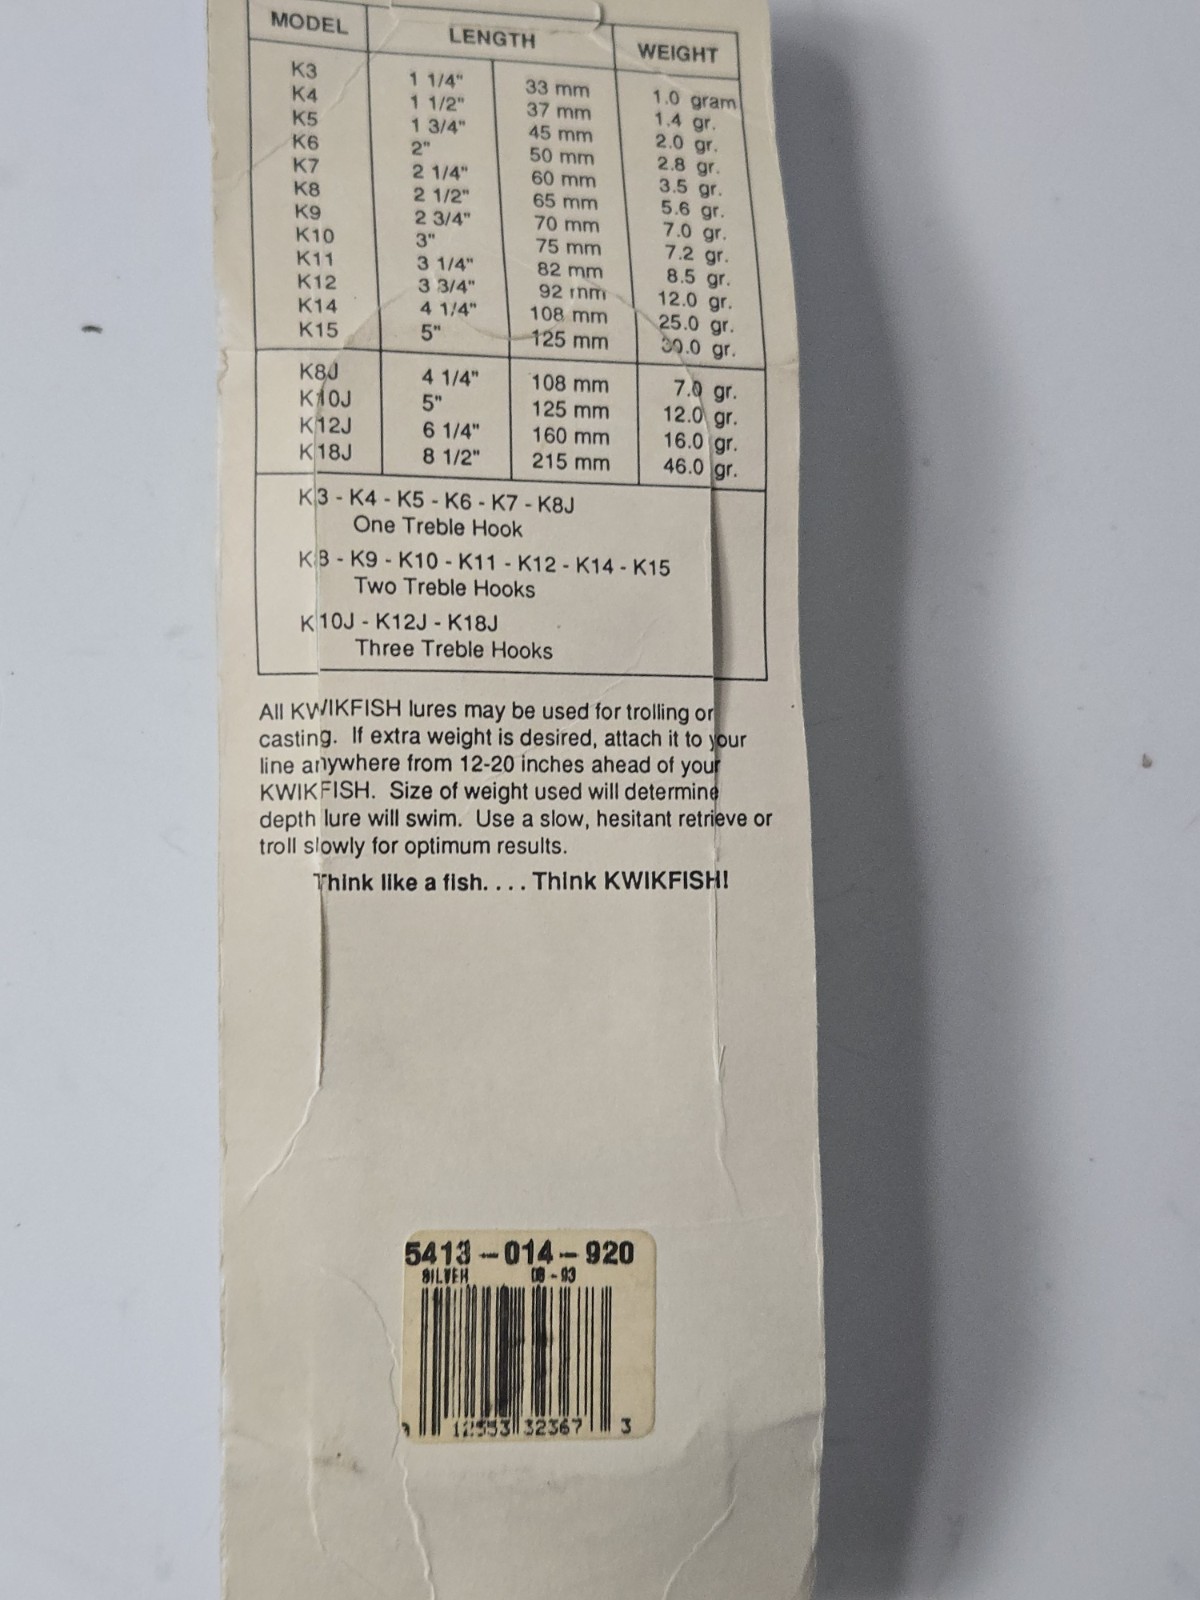 MODEL LENGTH WEIGHT
K3 1 1/4" 33 mm 1.0 gram
K4 1 1/2" 37 mm 1.4 gr.
K5 1 3/4" 45 mm 2.0 gr.
K6 2" 50 mm 2.8 gr.
K7 2 1/4" 60 mm 3.5 gr.
K8 2 1/2" 65 mm 5.6 gr.
K9 2 3/4" 70 mm 7.0 gr.
K10 3" 75 mm 7.2 gr.
K11 3 1/4" 82 mm 8.5 gr.
K12 3 3/4" 92 mm 12.0 gr.
K14 4 1/4" 108 mm 25.0 gr.
K15 5" 125 mm 30.0 gr.
K8J 4 1/4" 108 mm 7.0 gr.
K10J 5" 125 mm 12.0 gr.
K12J 6 1/4" 160 mm 16.0 gr.
K18J 8 1/2" 215 mm 46.0 gr.
K3 - K4 - K5 - K6 - K7 - K8J
One Treble Hook
K8 - K9 - K10 - K11 - K12 - K14 - K15
Two Treble Hooks
K10J - K12J - K18J
Three Treble Hooks
All KWIKFISH lures may be used for trolling or
casting. If extra weight is desired, attach it to your
line anywhere from 12-20 inches ahead of your
KWIKFISH. Size of weight used will determine
depth lure will swim. Use a slow, hesitant retrieve or
troll slowly for optimum results.
Think like a fish. . . . Think KWIKFISH!
5413-014-920
SILVER 08-93
0 12553 32367 3